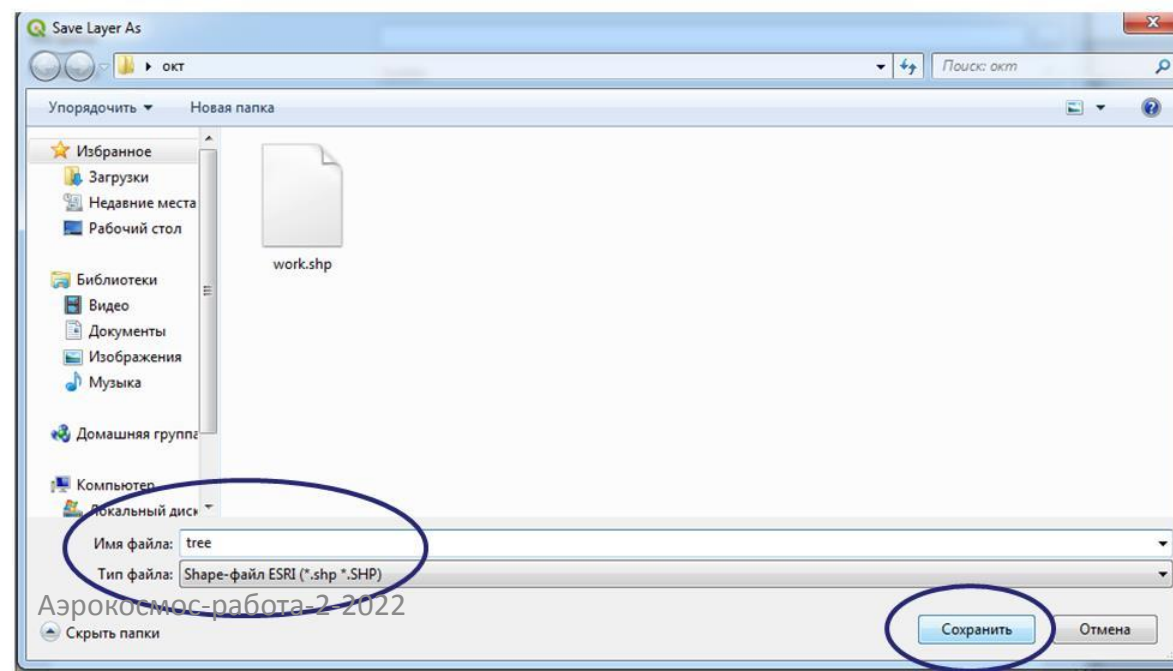 Save Layer As
окт
Поиск: окт
Упорядочить Новая папка
Избранное
Загрузки
Недавние места
Рабочий стол
work.shp
Библиотеки
Видео
Документы
Изображения
Музыка
Домашняя группа
Компьютер
Локальный диск
Имя файла: tree
Тип файла: Shape-файл ESRI (*.shp *.SHP)
Аэрокосмос-работа-2-2022
Скрыть папки
Сохранить Отмена